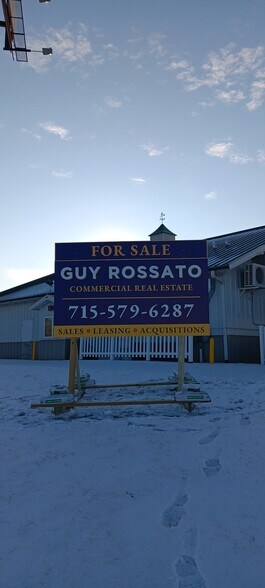 FOR SALE
GUY ROSSATO
COMMERCIAL REAL ESTATE
715-579-6287
SALES • LEASING • ACQUISITIONS